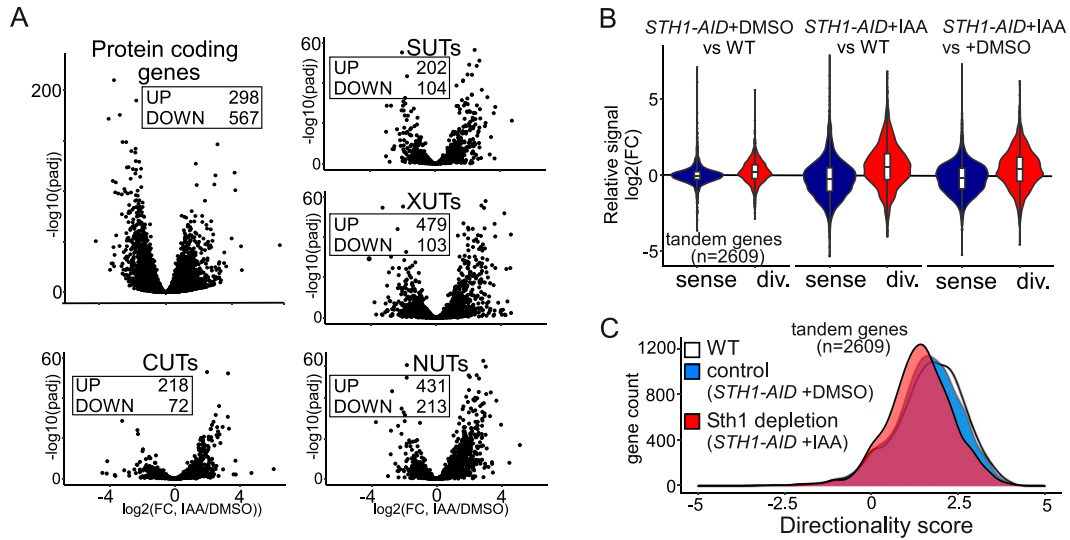 A
Protein coding
genes
UP 298
DOWN 567
200
0
-log10(padj)
SUTs
60
UP 202
DOWN 104
0
-log10(padj)
XUTs
60
UP 479
DOWN 103
0
-log10(padj)
CUTs
60
UP 218
DOWN 72
0
-log10(padj)
-4 0 4
log2(FC, IAA/DMSO))
NUTs
60
UP 431
DOWN 213
0
-log10(padj)
-4 0 4
log2(FC, IAA/DMSO)
B
STH1-AID+DMSO
vs WT
STH1-AID+IAA
vs WT
STH1-AID+IAA
vs +DMSO
Relative signal
log2(FC)
5
0
-5
tandem genes
(n=2609)
sense div. sense div. sense div.
C
tandem genes
(n=2609)
WT
control
(STH1-AID +DMSO)
Sth1 depletion
(STH1-AID +IAA)
gene count
1200
800
400
0
-5 -2.5 0 2.5 5
Directionality score